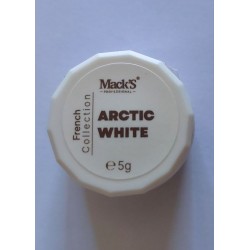 Mack'S®
PROFESSIONAL
French
Collection
ARCTIC
WHITE
℮5g